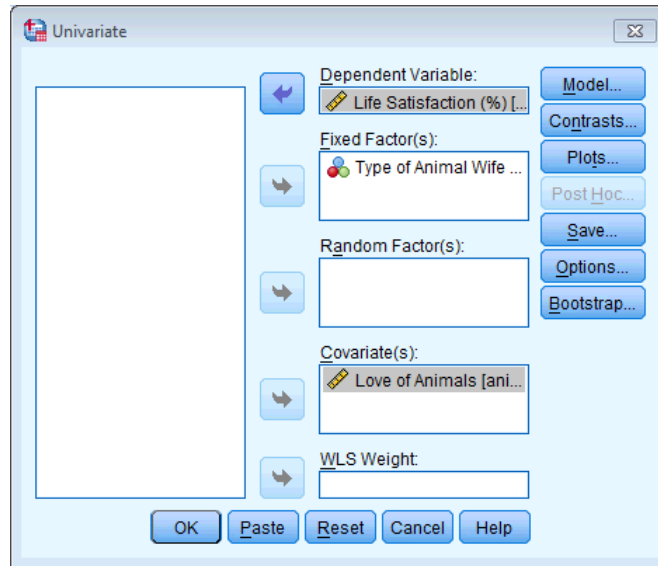 Univariate
Dependent Variable:
Life Satisfaction (%) [...
Fixed Factor(s):
Type of Animal Wife ...
Random Factor(s):
Covariate(s):
Love of Animals [ani...
WLS Weight:
Model...
Contrasts...
Plots...
Post Hoc...
Save...
Options...
Bootstrap...
OK Paste Reset Cancel Help